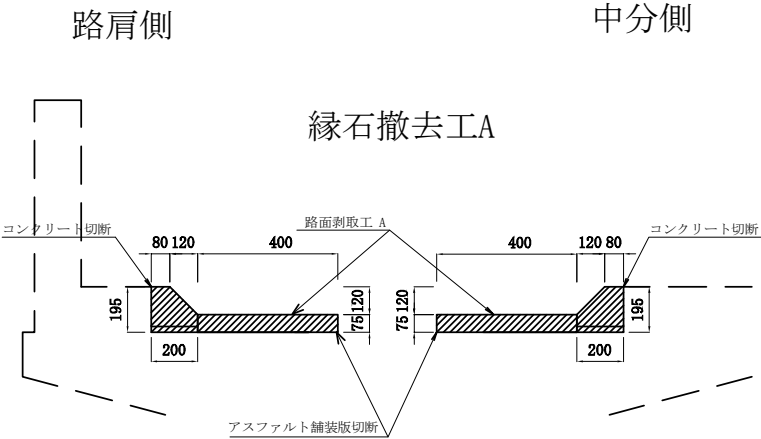 路肩側
中分側
縁石撤去工A
コンクリート切断
路面剥取工 A
コンクリート切断
80 120 400
400 120 80
195
120
75
120
75
195
200
200
アスファルト舗装版切断